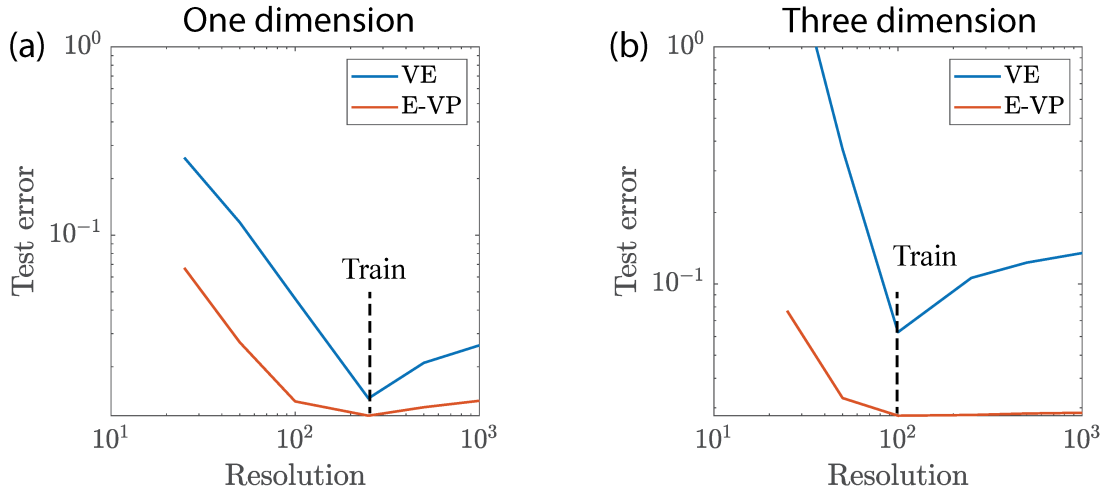 One dimension
(a)
10^0
VE
E-VP
Test error
10^{-1}
Train
10^1
10^2
10^3
Resolution
Three dimension
(b)
10^0
VE
E-VP
Test error
Train
10^{-1}
10^1
10^2
10^3
Resolution